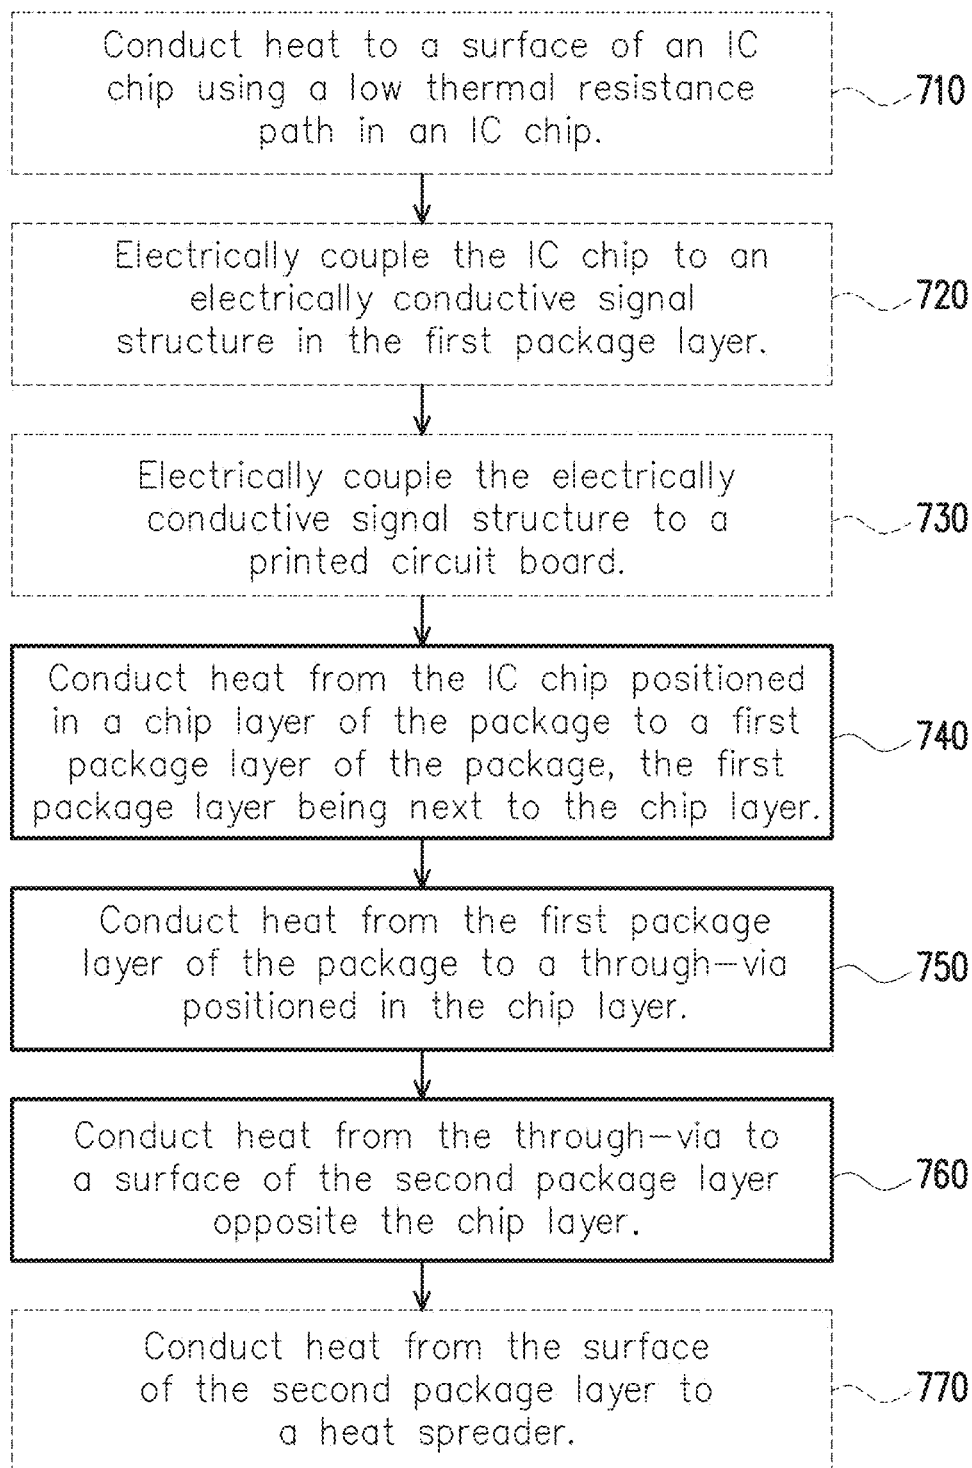 Conduct heat to a surface of an IC
chip using a low thermal resistance
path in an IC chip.
710
Electrically couple the IC chip to an
electrically conductive signal
structure in the first package layer.
720
Electrically couple the electrically
conductive signal structure to a
printed circuit board.
730
Conduct heat from the IC chip positioned
in a chip layer of the package to a first
package layer of the package, the first
package layer being next to the chip layer.
740
Conduct heat from the first package
layer of the package to a through-via
positioned in the chip layer.
750
Conduct heat from the through-via to
a surface of the second package layer
opposite the chip layer.
760
Conduct heat from the surface
of the second package layer to
a heat spreader.
770